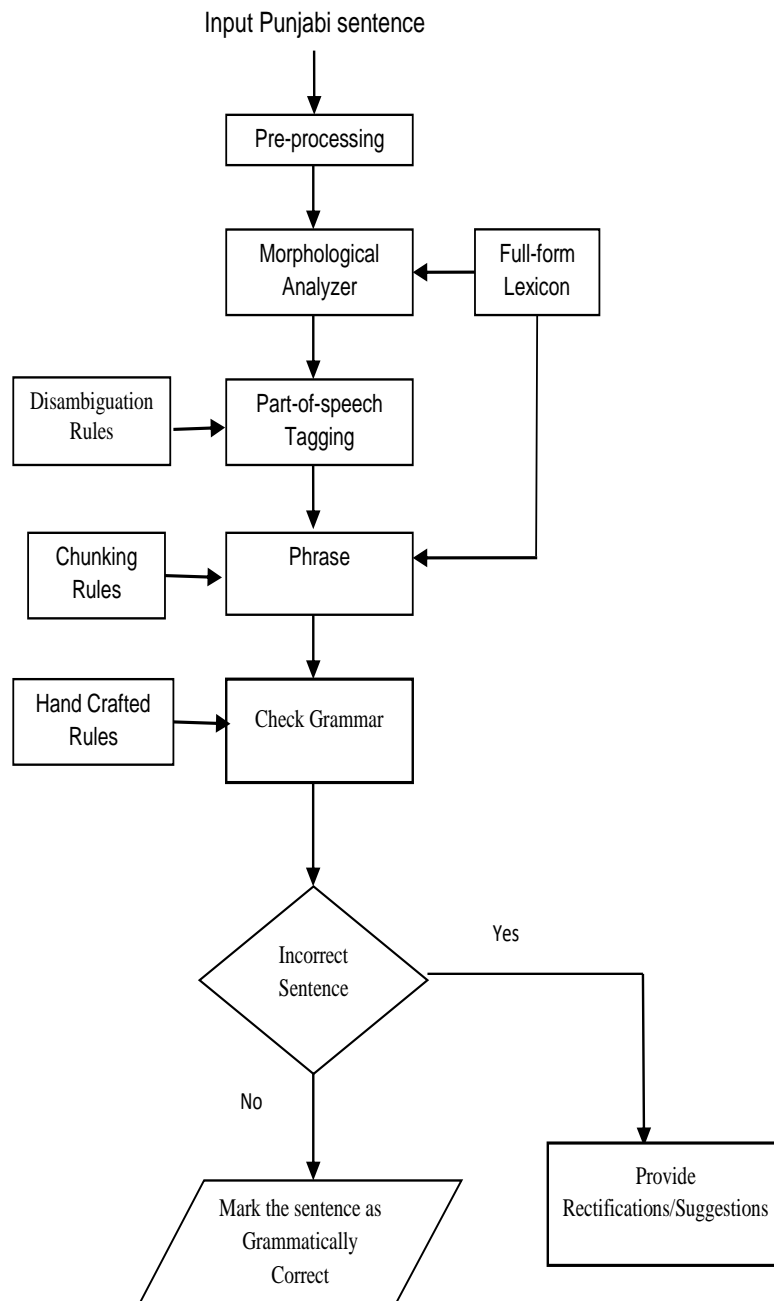 Input Punjabi sentence
Pre-processing
Morphological
Analyzer
Full-form
Lexicon
Disambiguation
Rules
Part-of-speech
Tagging
Chunking
Rules
Phrase
Hand Crafted
Rules
Check Grammar
Incorrect
Sentence
Yes
No
Mark the sentence as
Grammatically
Correct
Provide
Rectifications/Suggestions